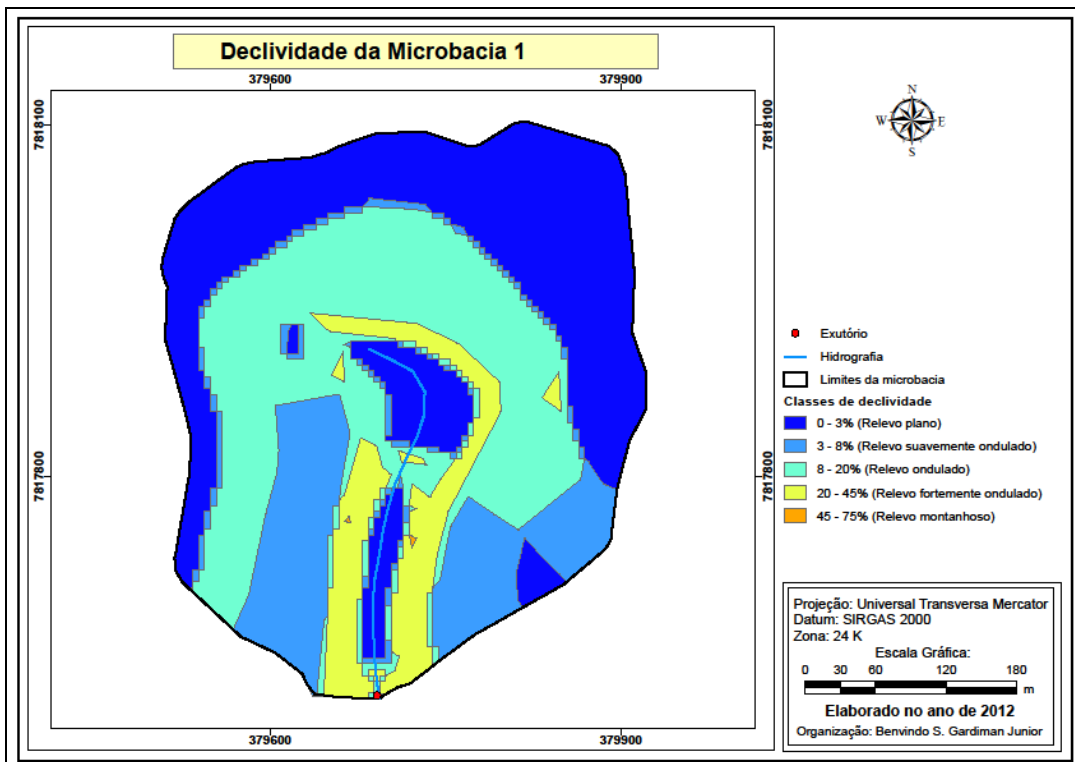 Declividade da Microbacia 1
379600
379900
7818100
7818100
7817800
7817800
379600
379900
N
W
E
S
Exutório
Hidrografia
Limites da microbacia
Classes de declividade
0 - 3% (Relevo plano)
3 - 8% (Relevo suavemente ondulado)
8 - 20% (Relevo ondulado)
20 - 45% (Relevo fortemente ondulado)
45 - 75% (Relevo montanhoso)
Projeção: Universal Transversa Mercator
Datum: SIRGAS 2000
Zona: 24 K
Escala Gráfica:
0 30 60 120 180
m
Elaborado no ano de 2012
Organização: Benvindo S. Gardiman Junior